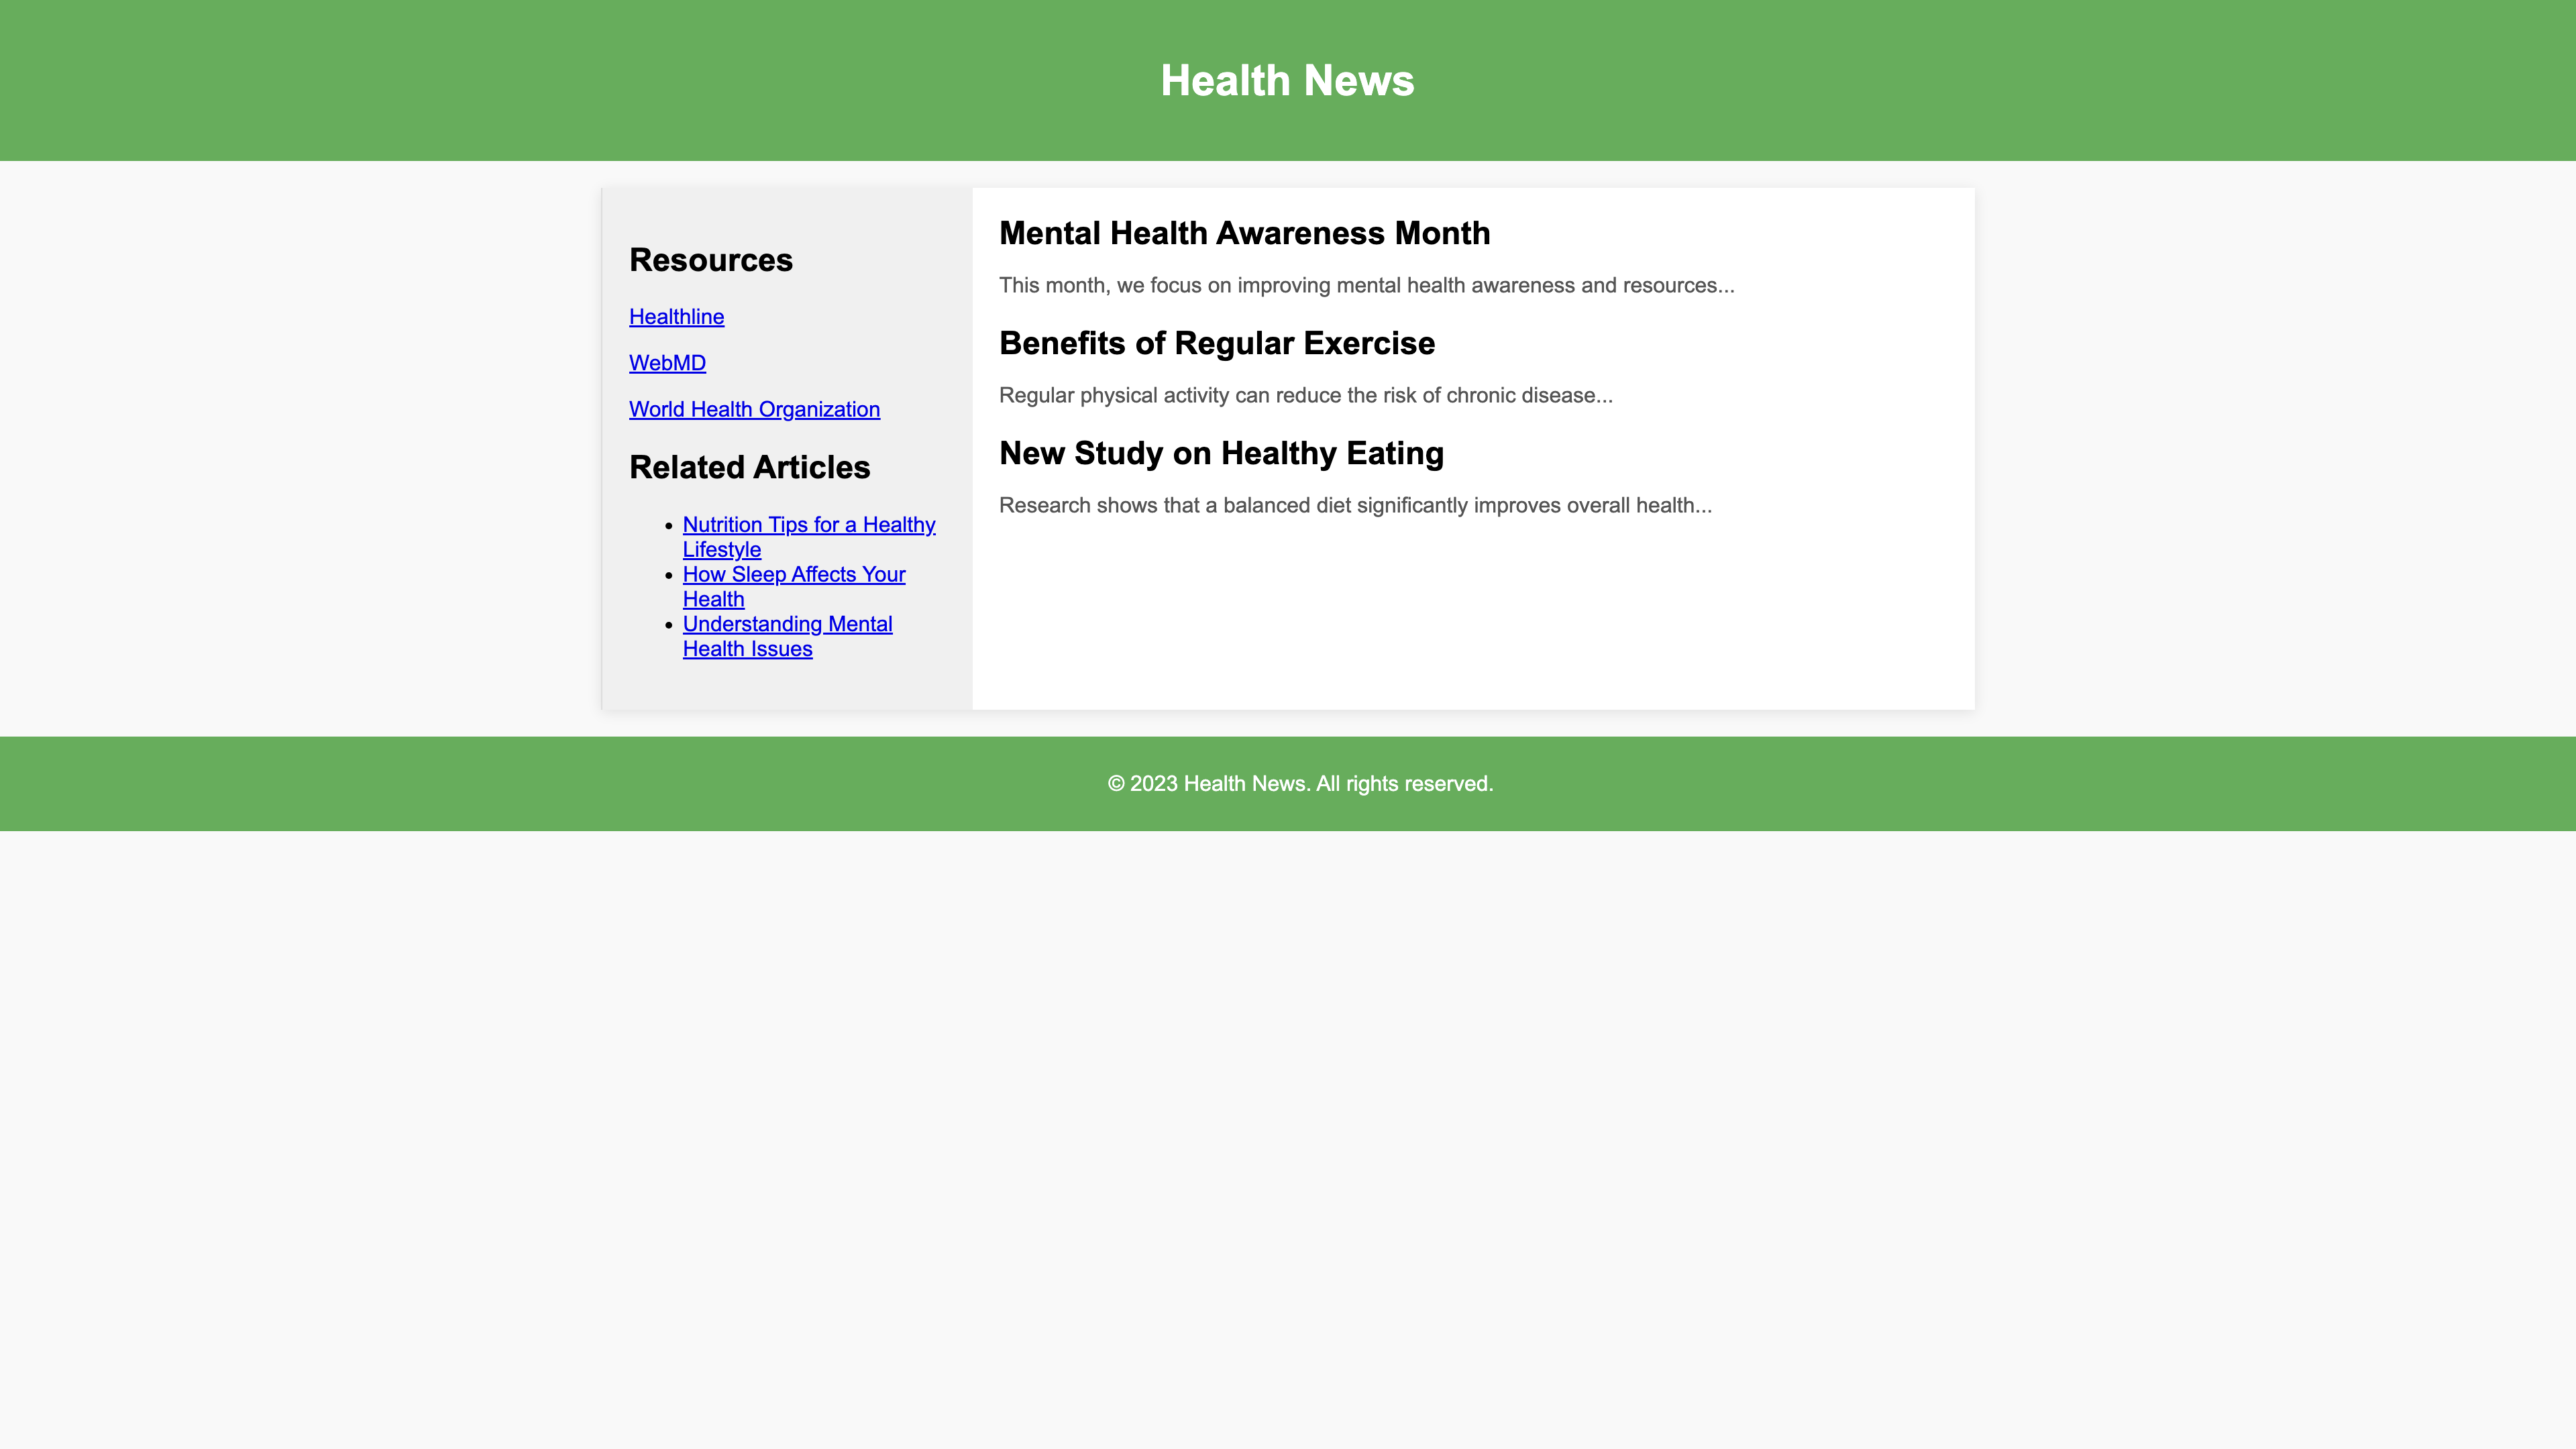 Health News
Resources
Healthline
WebMD
World Health Organization
Related Articles
Nutrition Tips for a Healthy
Lifestyle
How Sleep Affects Your
Health
Understanding Mental
Health Issues
Mental Health Awareness Month
This month, we focus on improving mental health awareness and resources...
Benefits of Regular Exercise
Regular physical activity can reduce the risk of chronic disease...
New Study on Healthy Eating
Research shows that a balanced diet significantly improves overall health...
© 2023 Health News. All rights reserved.